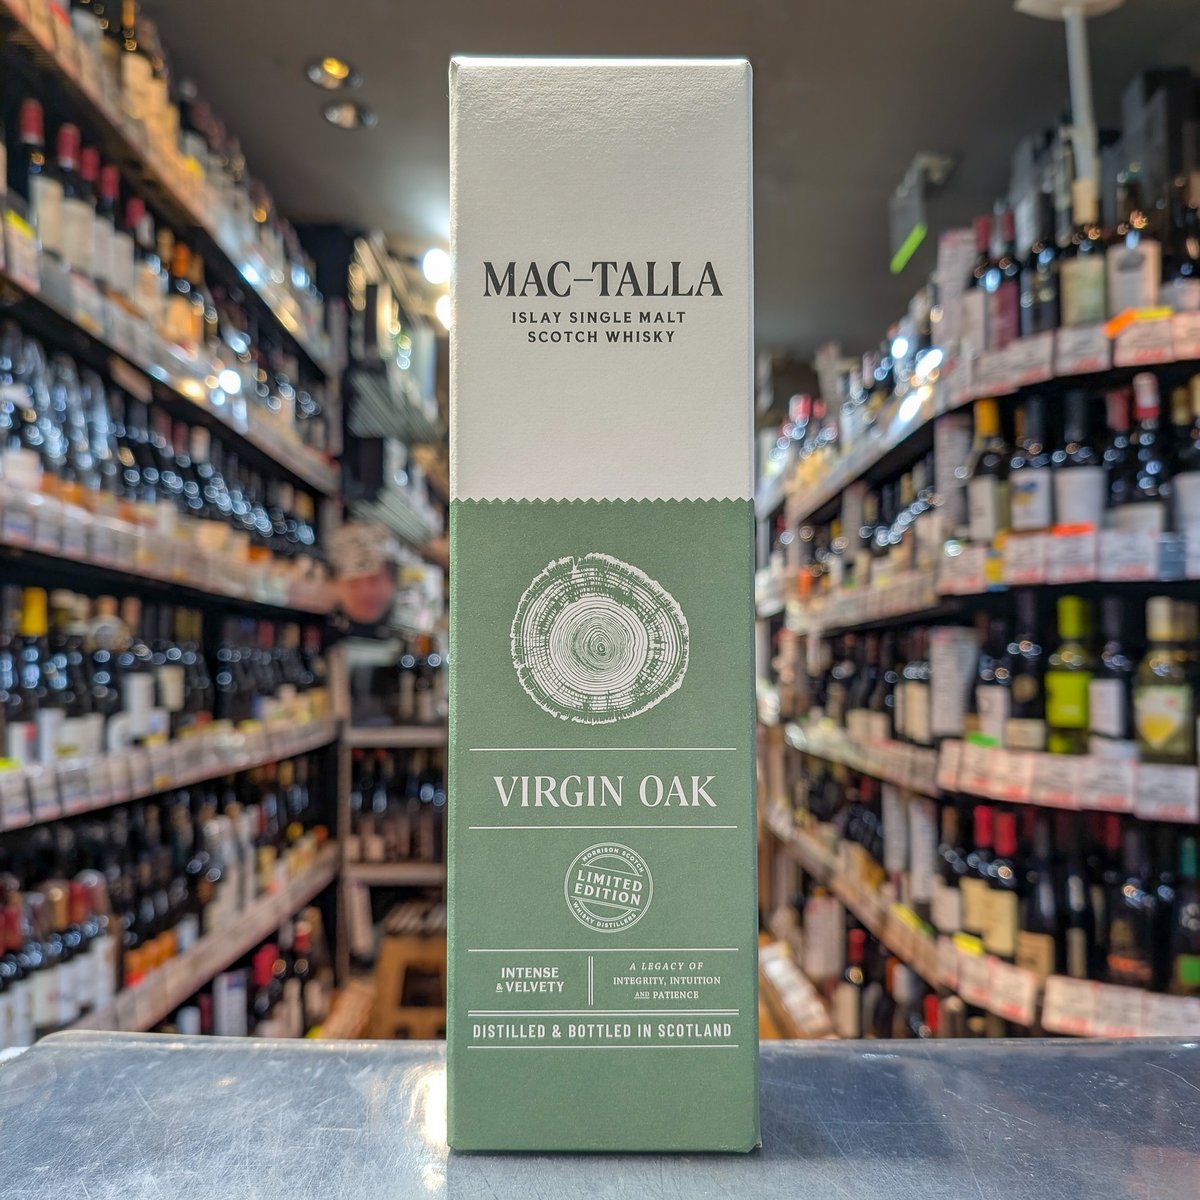 MAC–TALLA
ISLAY SINGLE MALT
SCOTCH WHISKY
VIRGIN OAK
MORRISON SCOTCH
LIMITED
EDITION
WHISKY DISTILLERS
INTENSE
& VELVETY
A LEGACY OF
INTEGRITY, INTUITION
AND PATIENCE
DISTILLED & BOTTLED IN SCOTLAND